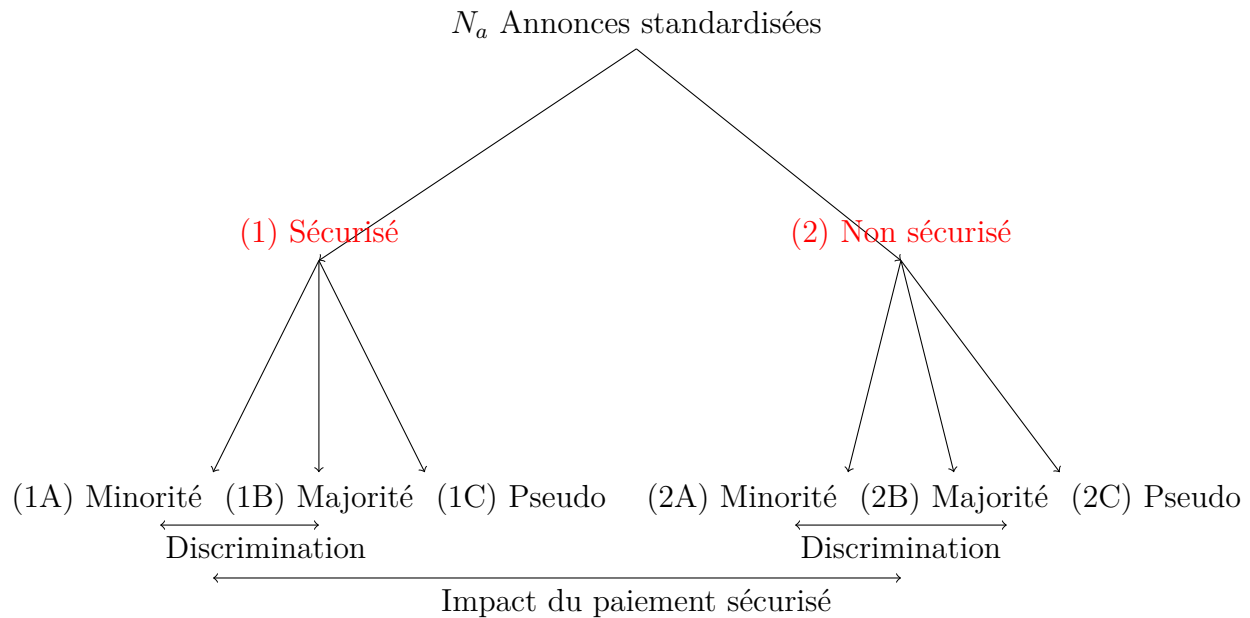 N_a Annonces standardisées
(1) Sécurisé (2) Non sécurisé
(1A) Minorité (1B) Majorité (1C) Pseudo (2A) Minorité (2B) Majorité (2C) Pseudo
Discrimination Discrimination
Impact du paiement sécurisé